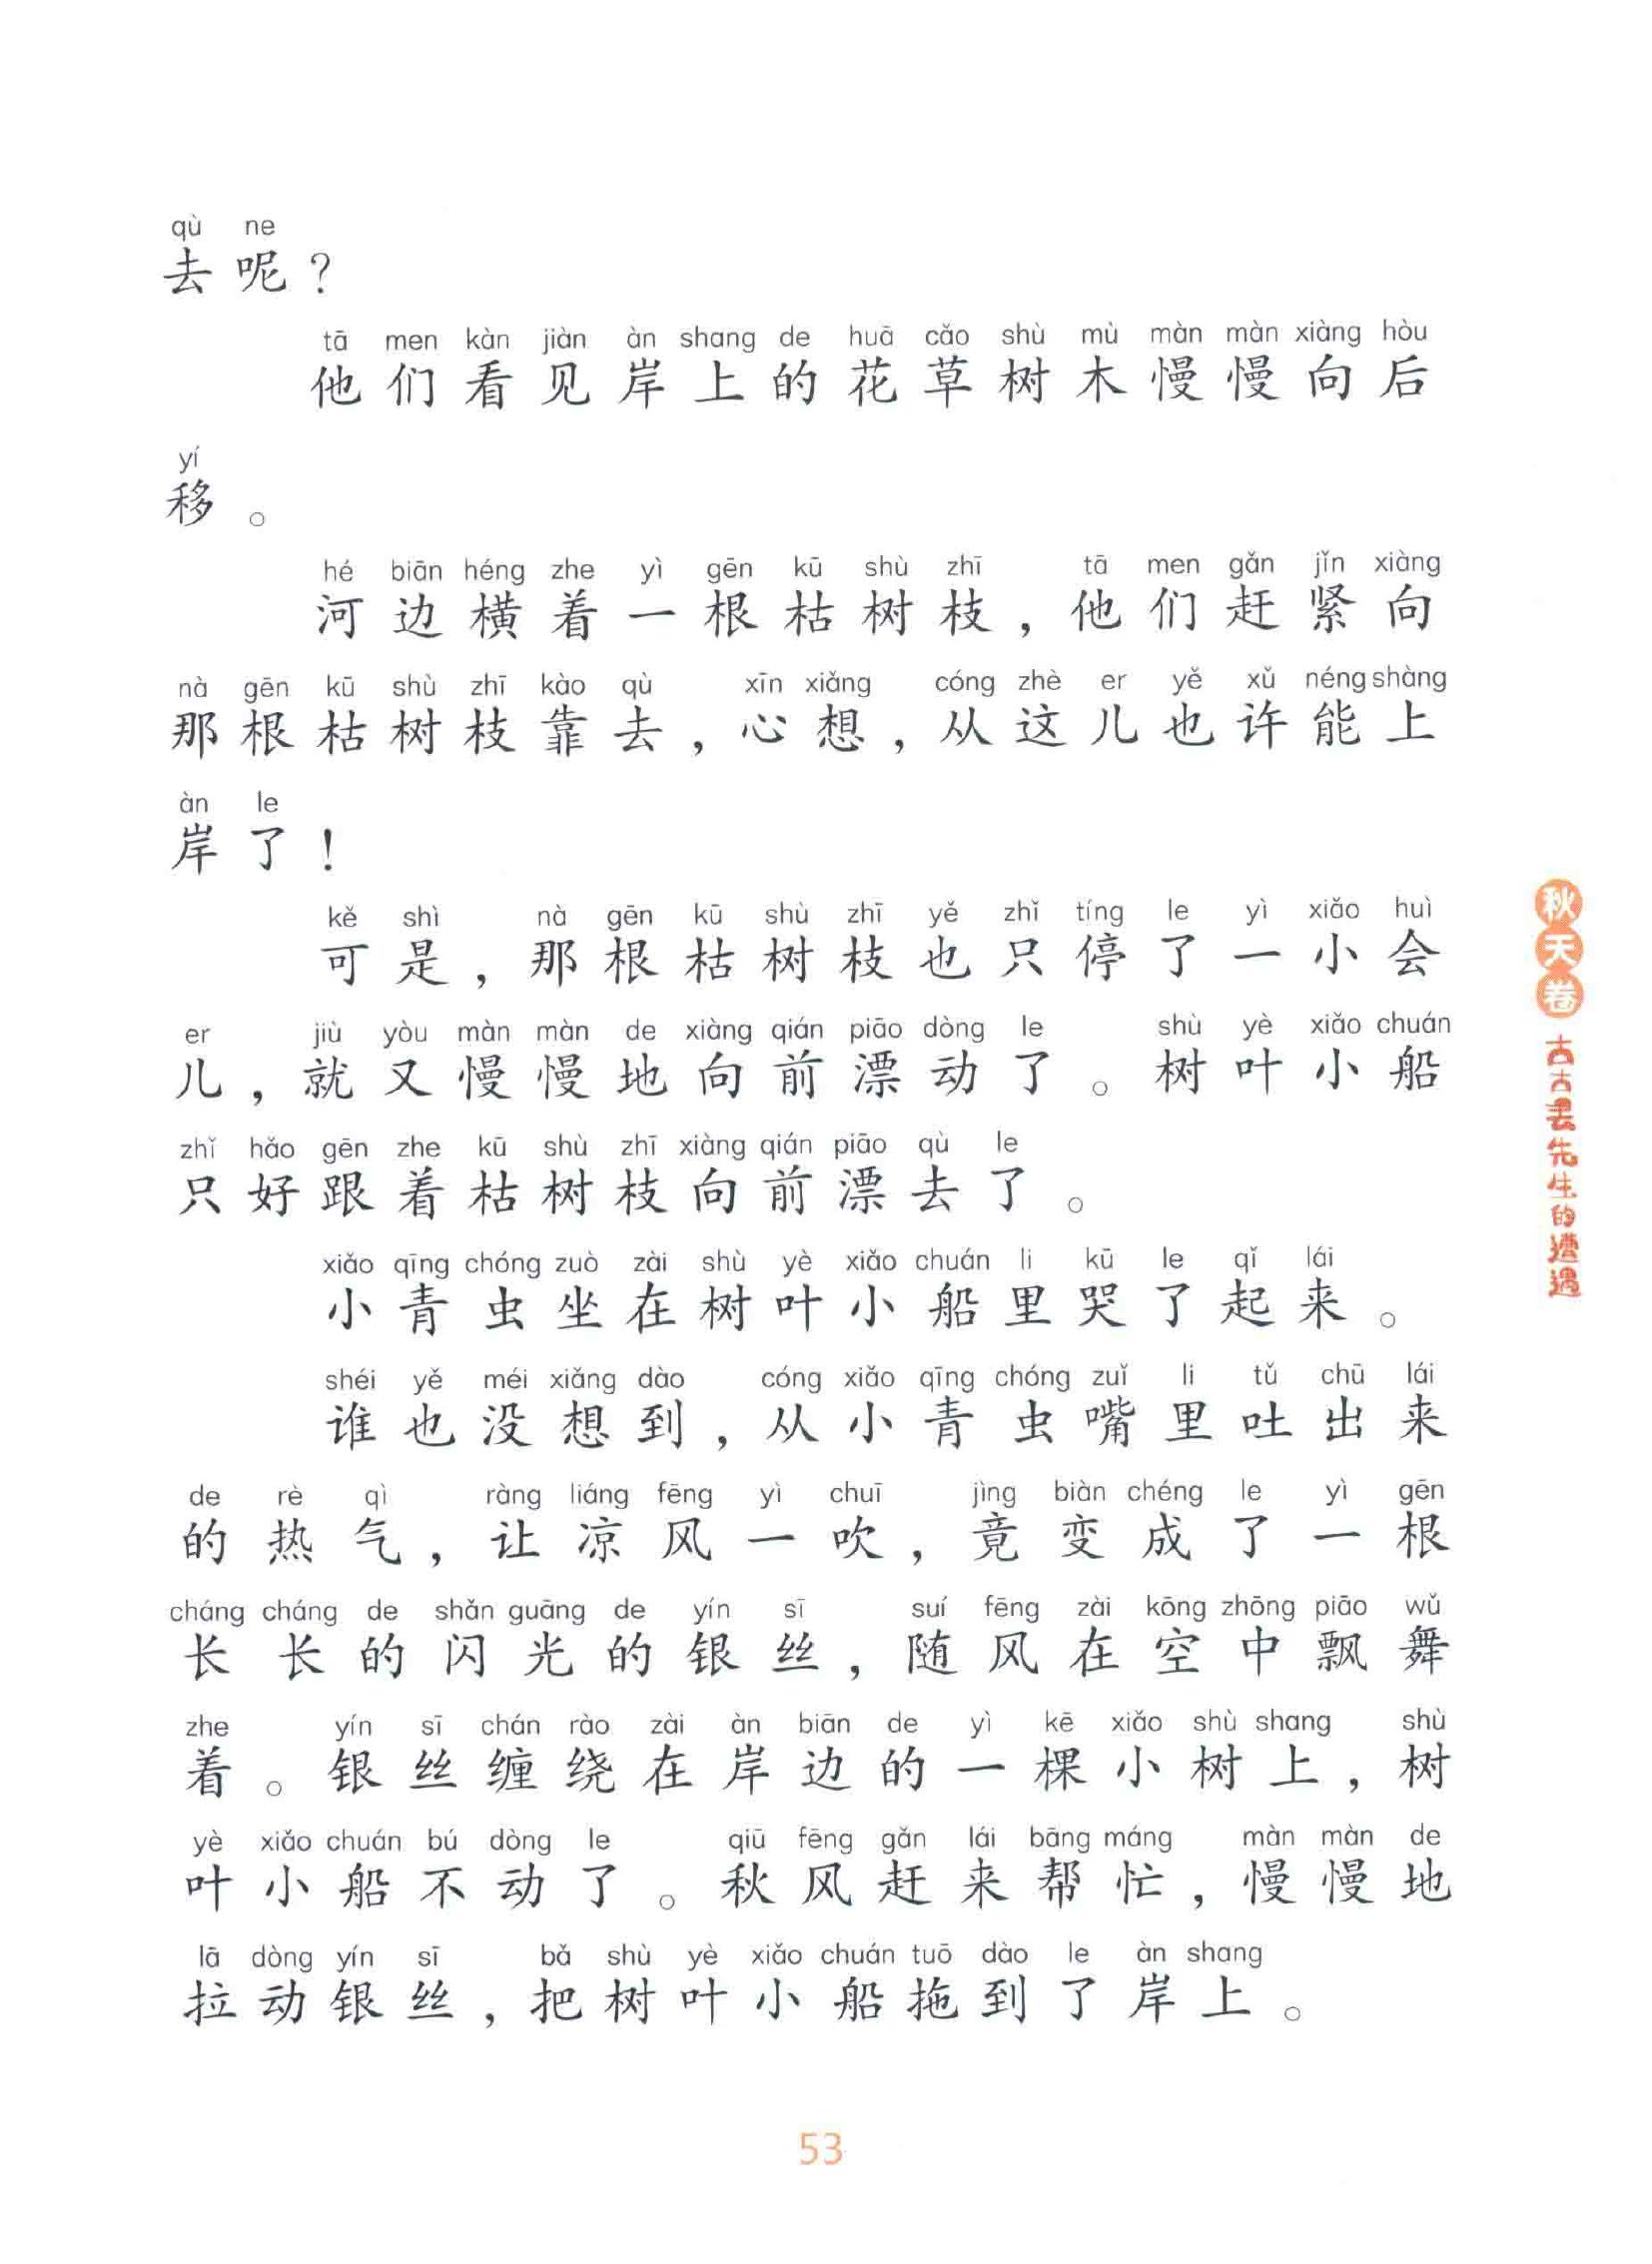 qù ne
去呢？
tā men kàn jiàn àn shang de huā cǎo shù mù màn màn xiàng hòu
他们看见岸上的花草树木慢慢向后
yí
移。
hé biān héng zhe yì gēn kū shù zhī tā men gǎn jǐn xiàng
河边横着一根枯树枝，他们赶紧向
nà gēn kū shù zhī kào qù xīn xiǎng cóng zhè er yě xǔ néng shàng
那根枯树枝靠去，心想，从这儿也许能上
àn le
岸了！
kě shì nà gēn kū shù zhī yě zhǐ tíng le yì xiǎo huì
可是，那根枯树枝也只停了一小会
er jiù yòu màn màn de xiàng qián piāo dòng le shù yè xiǎo chuán
儿，就又慢慢地向前漂动了。树叶小船
zhǐ hǎo gēn zhe kū shù zhī xiàng qián piāo qù le
只好跟着枯树枝向前漂去了。
xiǎo qīng chóng zuò zài shù yè xiǎo chuán li kū le qǐ lái
小青虫坐在树叶小船里哭了起来。
shéi yě méi xiǎng dào cóng xiǎo qīng chóng zuǐ li tǔ chū lái
谁也没想到，从小青虫嘴里吐出来
de rè qì ràng liáng fēng yì chuī jìng biàn chéng le yì gēn
的热气，让凉风一吹，竟变成了一根
cháng cháng de shǎn guāng de yín sī suí fēng zài kōng zhōng piāo wǔ
长长的闪光的银丝，随风在空中飘舞
zhe yín sī chán rào zài àn biān de yì kē xiǎo shù shang shù
着。银丝缠绕在岸边的一棵小树上，树
yè xiǎo chuán bú dòng le qiū fēng gǎn lái bāng máng màn màn de
叶小船不动了。秋风赶来帮忙，慢慢地
lā dòng yín sī bǎ shù yè xiǎo chuán tuō dào le àn shang
拉动银丝，把树叶小船拖到了岸上。
秋天卷
古古丢先生的遭遇
53